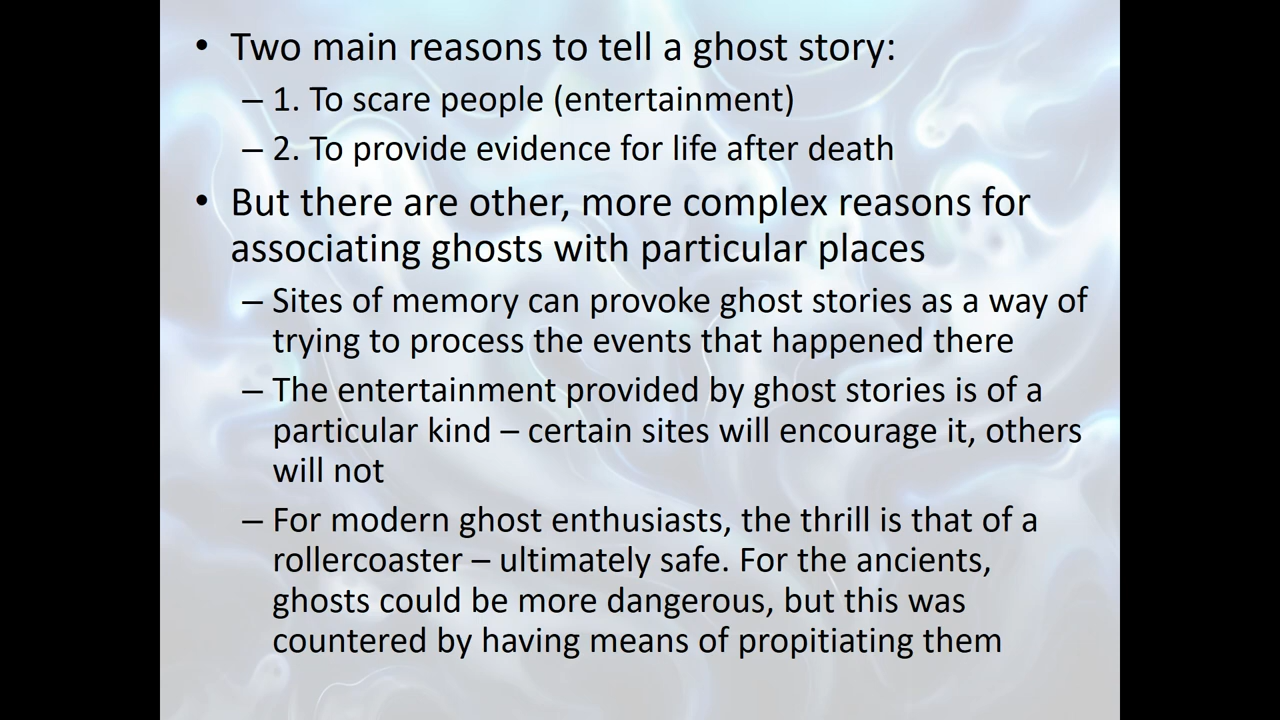 • Two main reasons to tell a ghost story:
– 1. To scare people (entertainment)
– 2. To provide evidence for life after death
• But there are other, more complex reasons for
associating ghosts with particular places
– Sites of memory can provoke ghost stories as a way of
trying to process the events that happened there
– The entertainment provided by ghost stories is of a
particular kind – certain sites will encourage it, others
will not
– For modern ghost enthusiasts, the thrill is that of a
rollercoaster – ultimately safe. For the ancients,
ghosts could be more dangerous, but this was
countered by having means of propitiating them